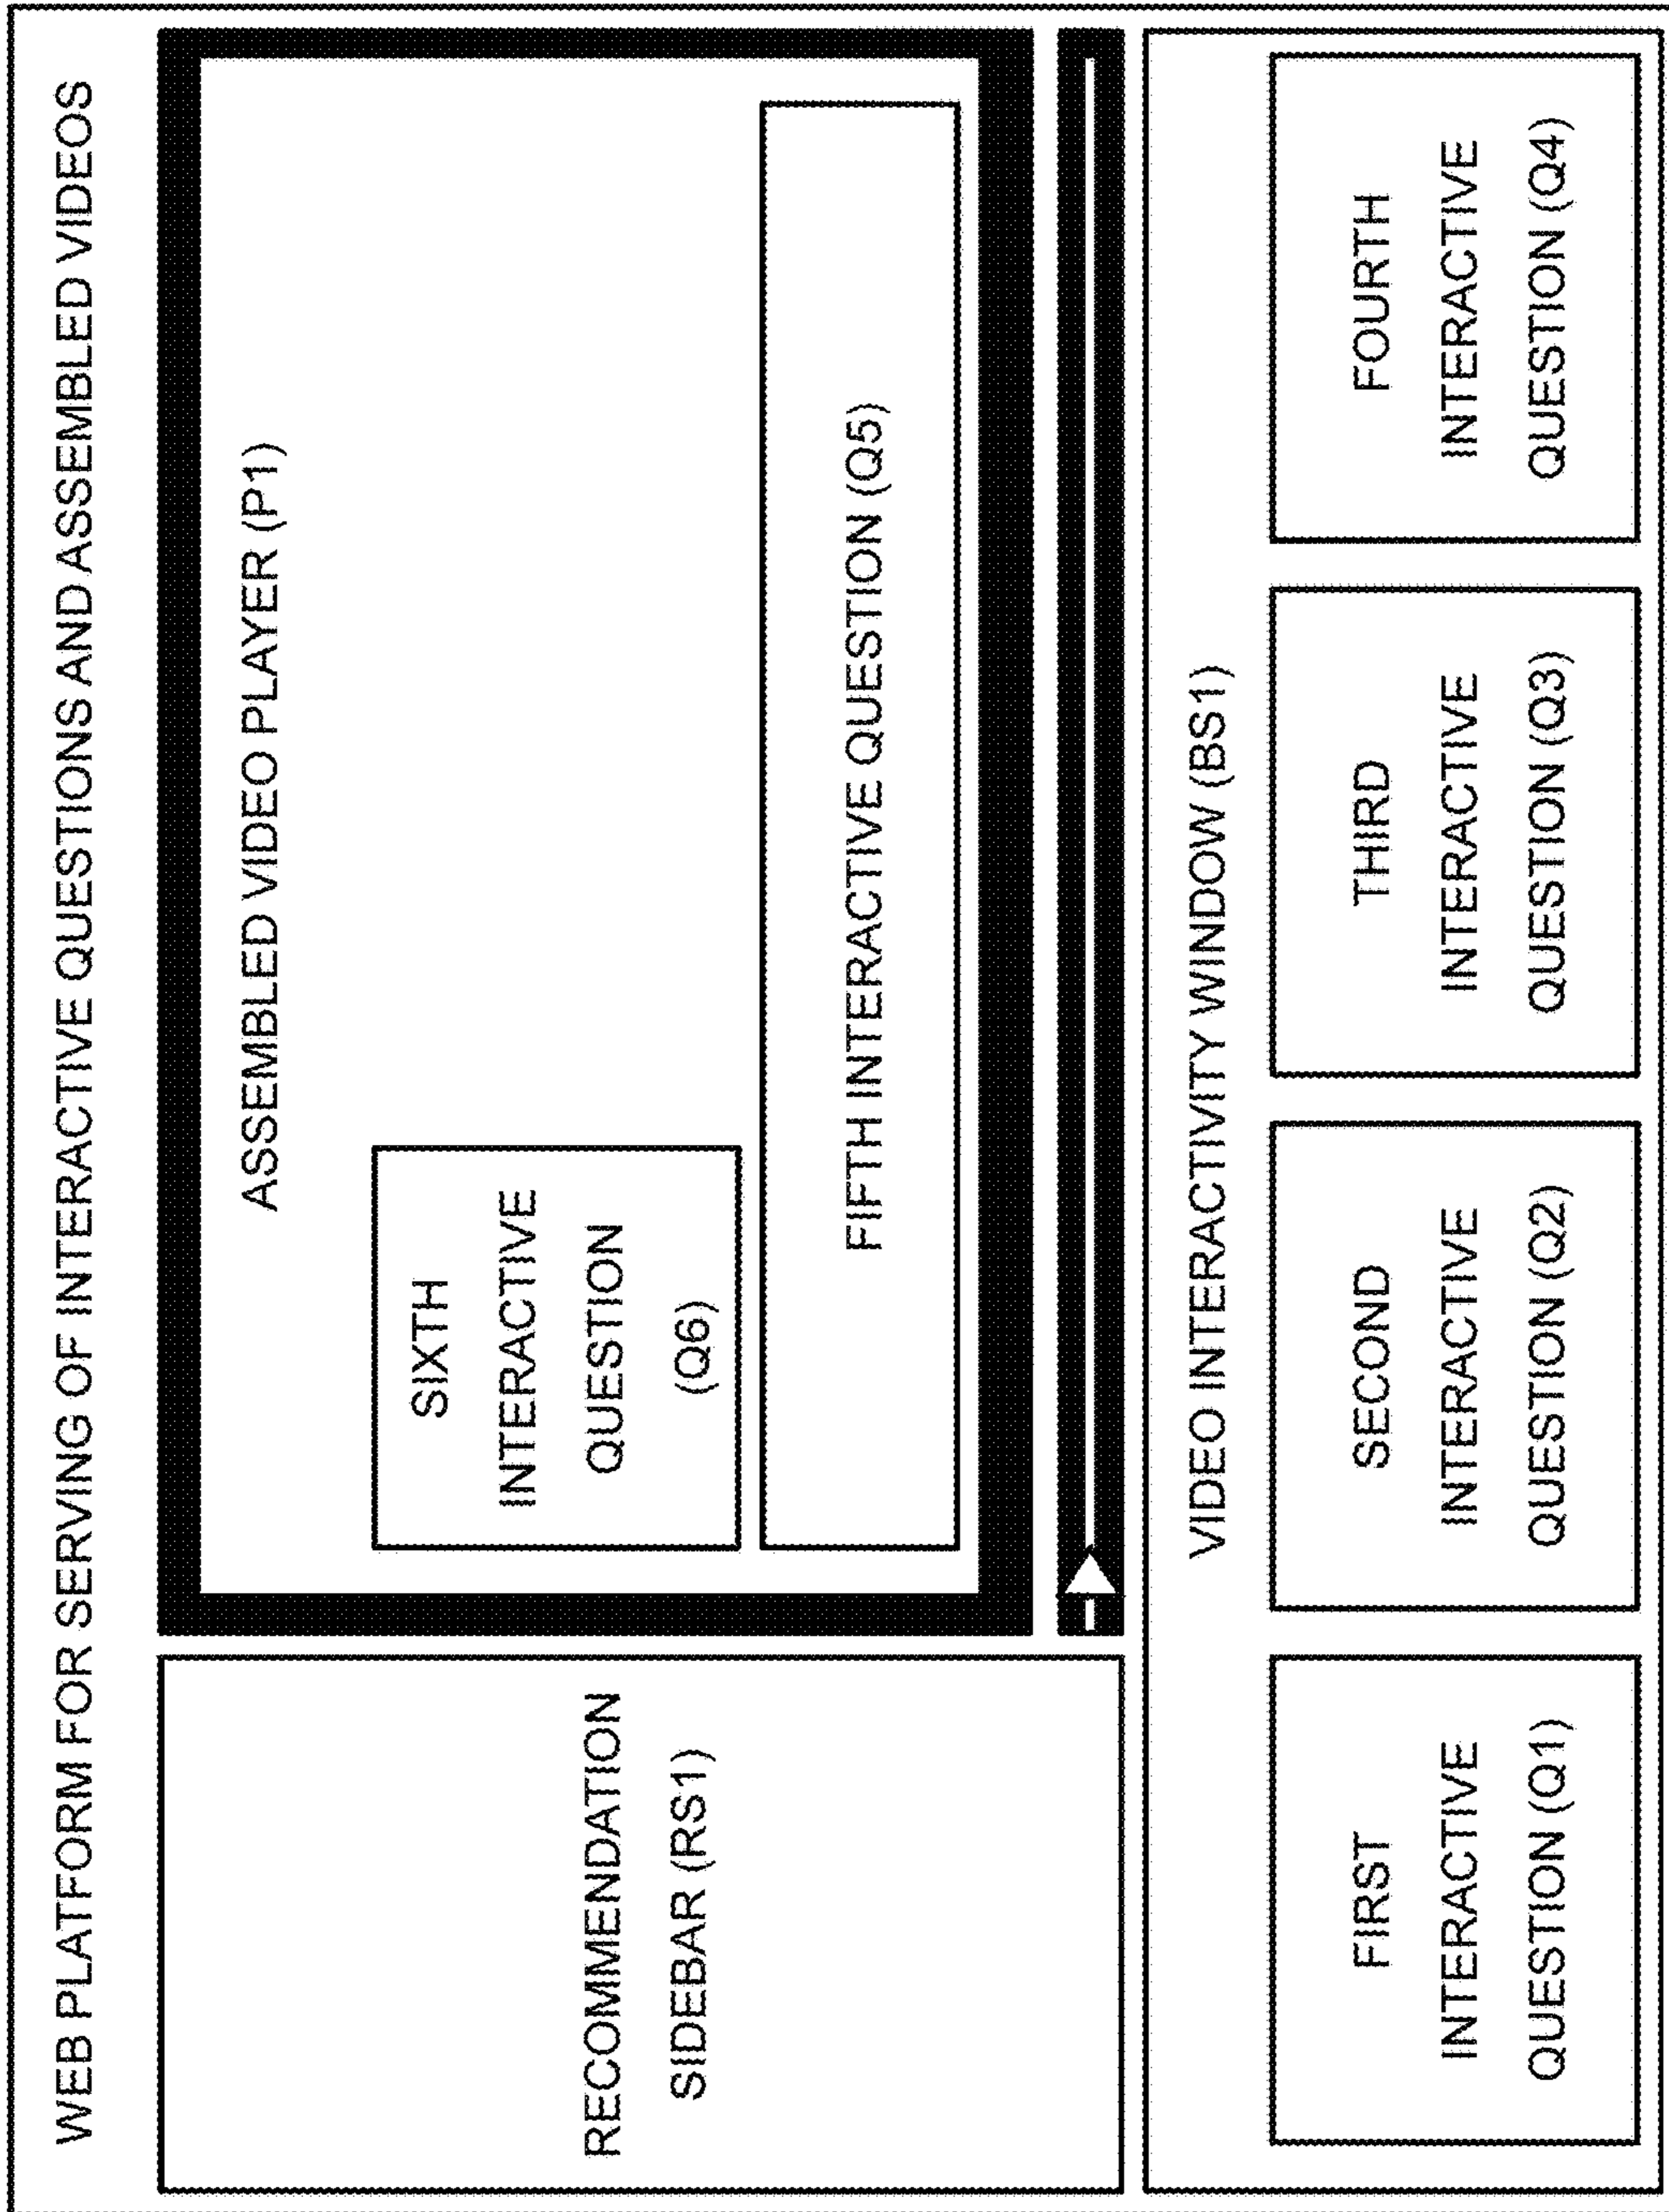 WEB PLATFORM FOR SERVING OF INTERACTIVE QUESTIONS AND ASSEMBLED VIDEOS
RECOMMENDATION
SIDEBAR (RS1)
ASSEMBLED VIDEO PLAYER (P1)
SIXTH
INTERACTIVE
QUESTION
(Q6)
FIFTH INTERACTIVE QUESTION (Q5)
VIDEO INTERACTIVITY WINDOW (BS1)
FIRST
INTERACTIVE
QUESTION (Q1)
SECOND
INTERACTIVE
QUESTION (Q2)
THIRD
INTERACTIVE
QUESTION (Q3)
FOURTH
INTERACTIVE
QUESTION (Q4)